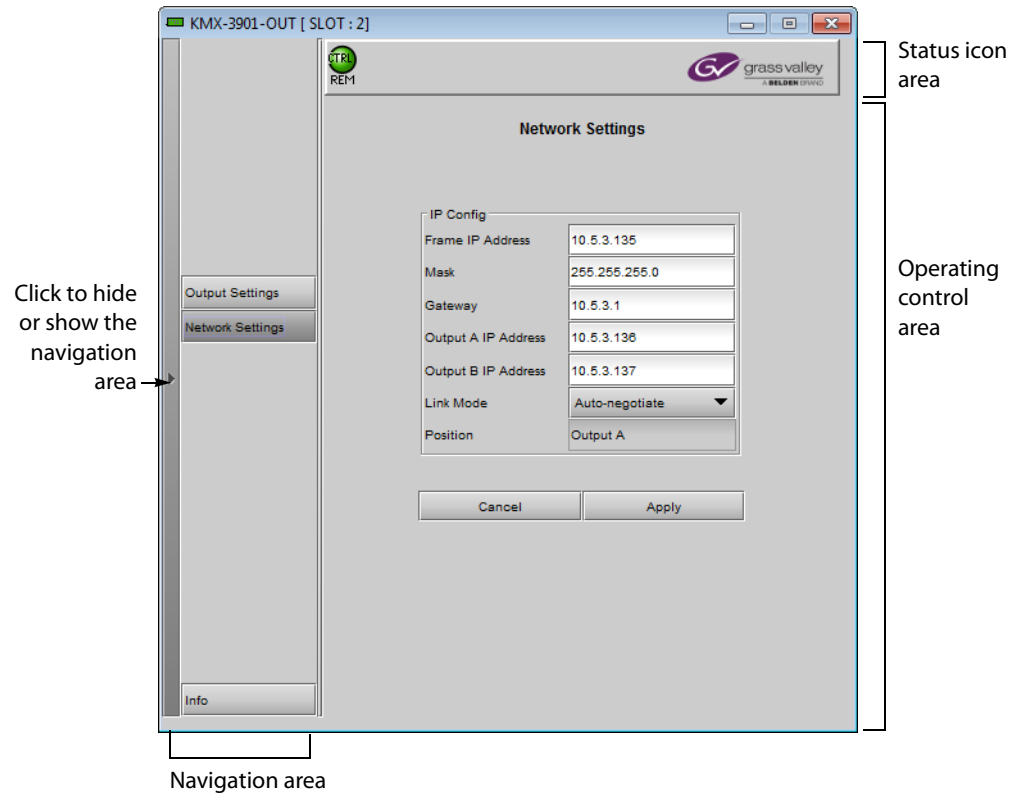 KMX-3901-OUT [ SLOT : 2]
CTRL
REM
GV
grass valley
A BELDEN BRAND
Status icon
area
Network Settings
IP Config
Frame IP Address
10.5.3.135
Mask
255.255.255.0
Gateway
10.5.3.1
Output A IP Address
10.5.3.136
Output B IP Address
10.5.3.137
Link Mode
Auto-negotiate
Position
Output A
Cancel
Apply
Output Settings
Network Settings
Info
Click to hide
or show the
navigation
area
Operating
control
area
Navigation area